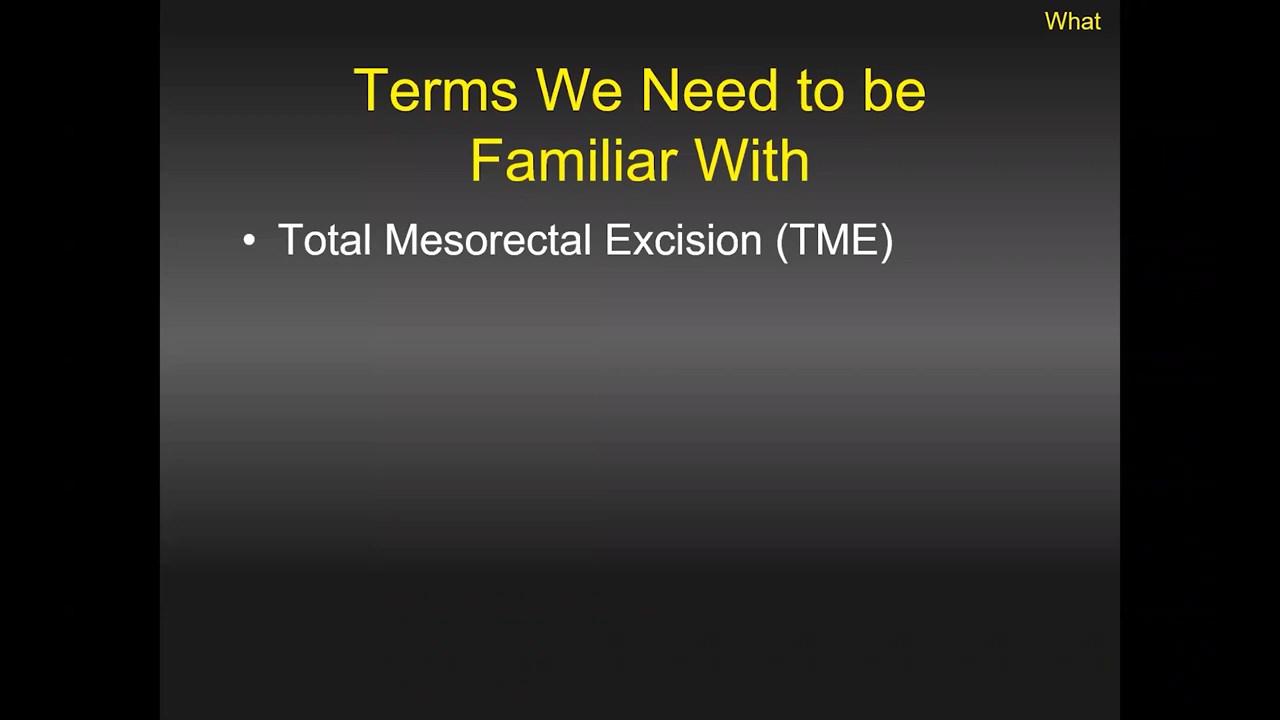 What
Terms We Need to be
Familiar With
• Total Mesorectal Excision (TME)